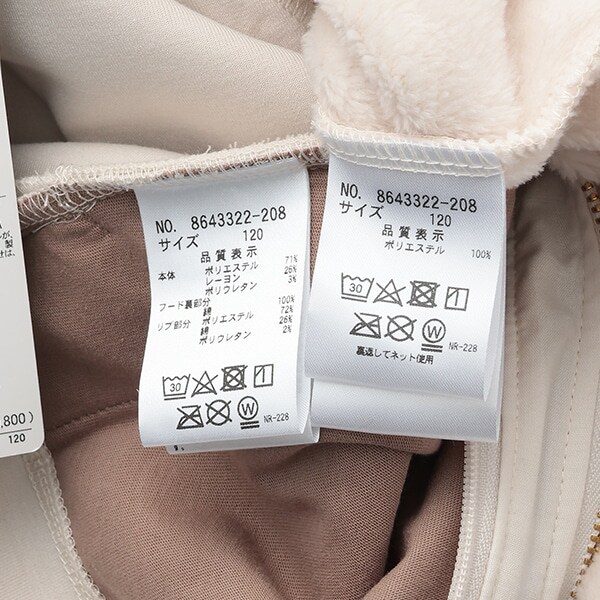 NO. 8643322-208
サイズ 120
品質表示
本体 ポリエステル 71%
レーヨン 26%
ポリウレタン 3%
フード裏部分
綿 100%
リブ部分 ポリエステル 72%
綿 26%
ポリウレタン 2%
30
NR-228
NO. 8643322-208
サイズ 120
品質表示
ポリエステル 100%
30
W
NR-228
裏返してネット使用
W
,800)
120